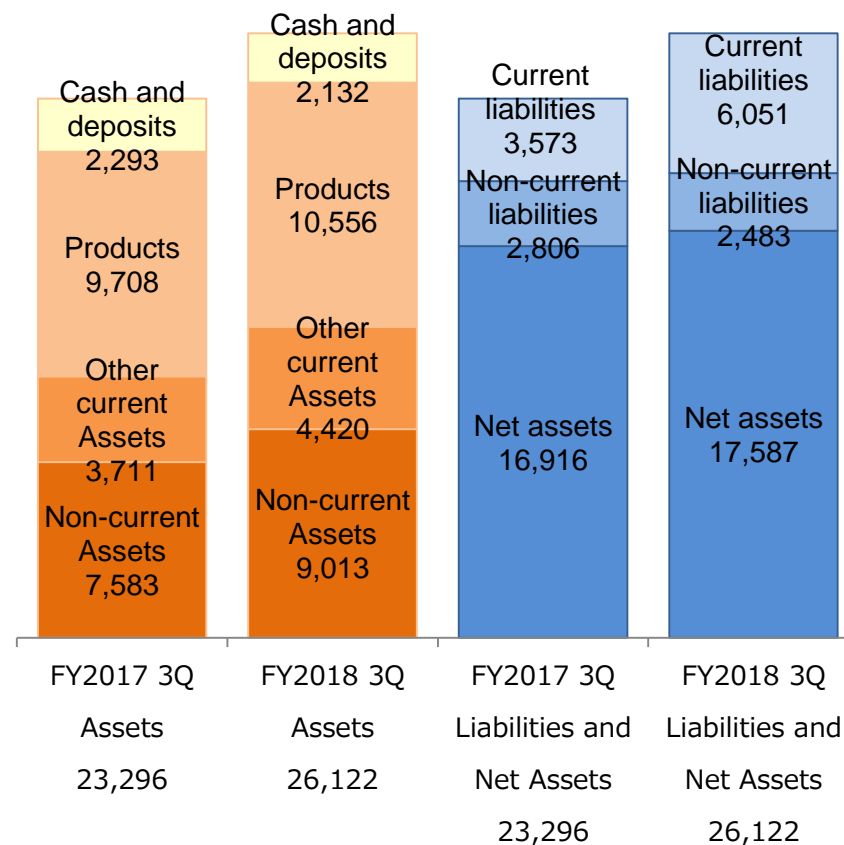 Cash and
deposits
2,293
Products
9,708
Other
current
Assets
3,711
Non-current
Assets
7,583
Cash and
deposits
2,132
Products
10,556
Other
current
Assets
4,420
Non-current
Assets
9,013
Current
liabilities
3,573
Non-current
liabilities
2,806
Net assets
16,916
Current
liabilities
6,051
Non-current
liabilities
2,483
Net assets
17,587
FY2017 3Q
Assets
23,296
FY2018 3Q
Assets
26,122
FY2017 3Q
Liabilities and
Net Assets
23,296
FY2018 3Q
Liabilities and
Net Assets
26,122